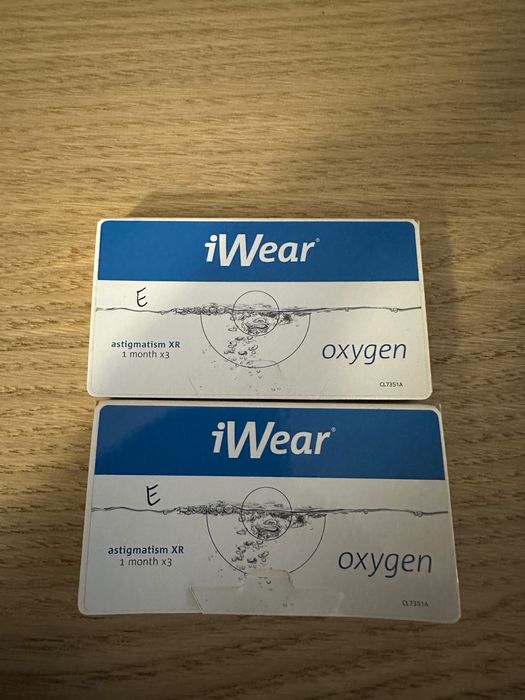 iWear®
E
astigmatism XR
1 month x3
oxygen
CL7351A
iWear®
E
astigmatism XR
1 month x3
oxygen
CL7351A